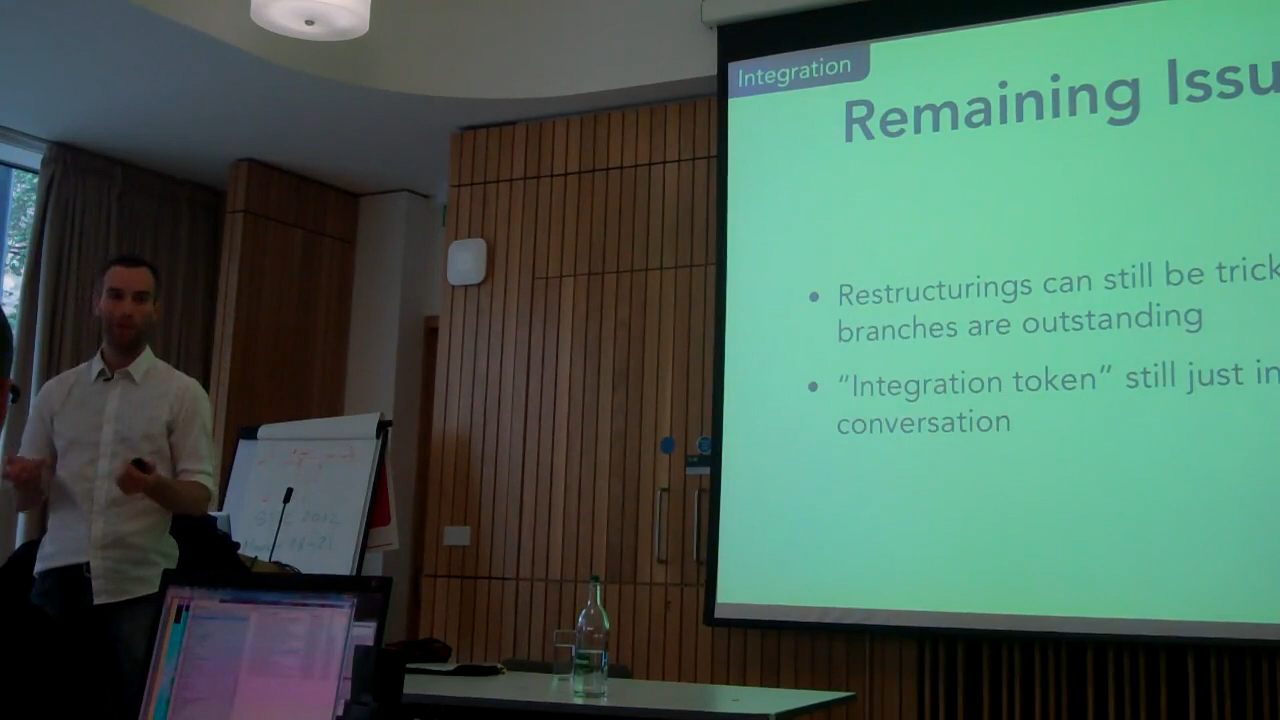 Integration
Remaining Issu
• Restructurings can still be trick
branches are outstanding
• “Integration token” still just in
conversation